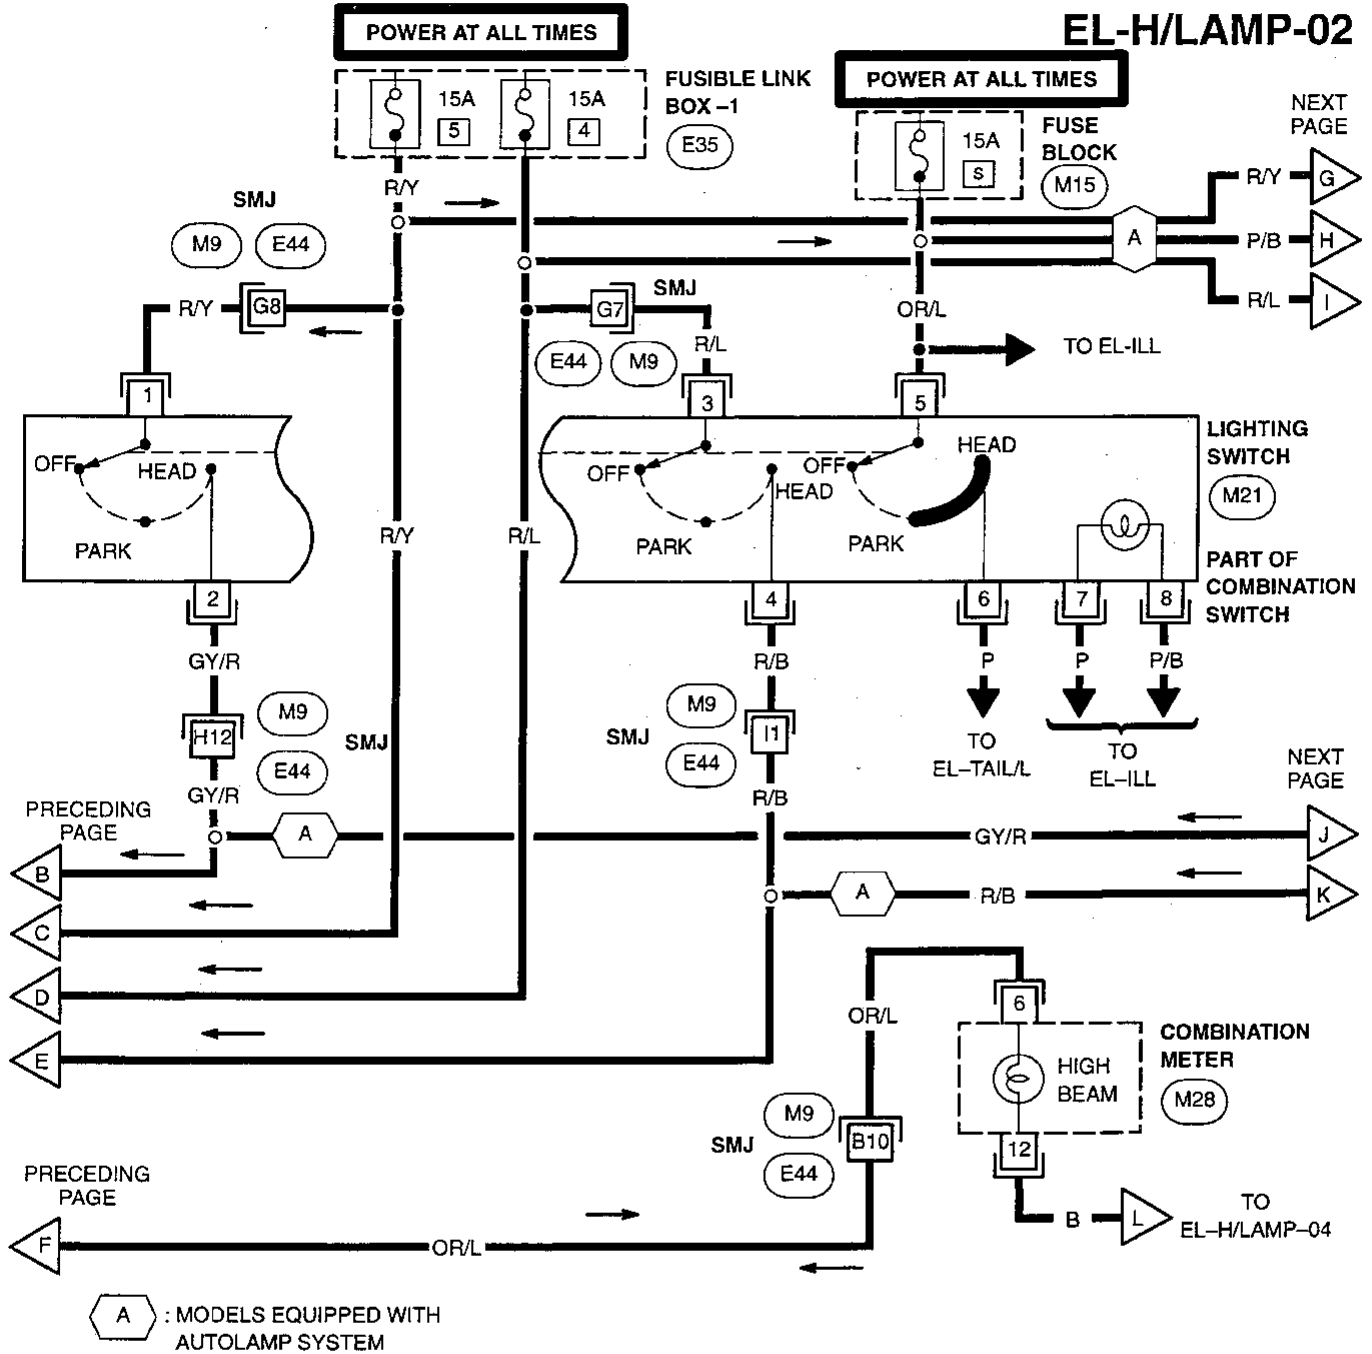 EL-H/LAMP-02
POWER AT ALL TIMES
POWER AT ALL TIMES
FUSIBLE LINK
BOX-1
E35
15A
5
15A
4
FUSE
BLOCK
M15
15A
S
NEXT
PAGE
R/Y
SMJ
M9
E44
R/Y
G
A
P/B
H
R/L
I
R/Y
G8
G7
SMJ
OR/L
E44
M9
R/L
TO EL-ILL
1
3
5
OFF
HEAD
PARK
OFF
HEAD
PARK
OFF
HEAD
PARK
LIGHTING
SWITCH
M21
R/Y
R/L
PART OF
COMBINATION
SWITCH
2
4
6
7
8
GY/R
R/B
P
P
P/B
M9
H12
E44
SMJ
M9
SMJ
E44
I1
TO
EL-TAIL/L
TO
EL-ILL
NEXT
PAGE
GY/R
R/B
PRECEDING
PAGE
A
GY/R
J
B
A
R/B
K
C
D
E
6
OR/L
HIGH
BEAM
COMBINATION
METER
M28
M9
SMJ
E44
B10
12
PRECEDING
PAGE
B
L
TO
EL-H/LAMP-04
F
OR/L
A
: MODELS EQUIPPED WITH
AUTOLAMP SYSTEM